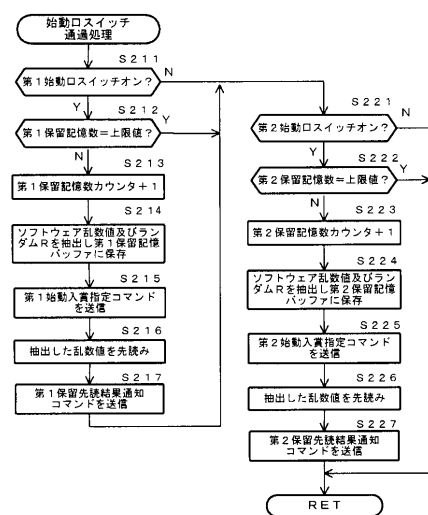 始動口スイッチ
通過処理
S211
第1始動口スイッチオン?
N
Y
S212
第1保留記憶数=上限値?
Y
N
S213
第1保留記憶数カウンタ+1
S214
ソフトウェア乱数値及びラン
ダムRを抽出し第1保留記憶
バッファに保存
S215
第1始動入賞指定コマンド
を送信
S216
抽出した乱数値を先読み
S217
第1保留先読結果通知
コマンドを送信
S221
第2始動口スイッチオン?
N
Y
S222
第2保留記憶数=上限値?
Y
N
S223
第2保留記憶数カウンタ+1
S224
ソフトウェア乱数値及びラン
ダムRを抽出し第2保留記憶
バッファに保存
S225
第2始動入賞指定コマンド
を送信
S226
抽出した乱数値を先読み
S227
第2保留先読結果通知
コマンドを送信
RET